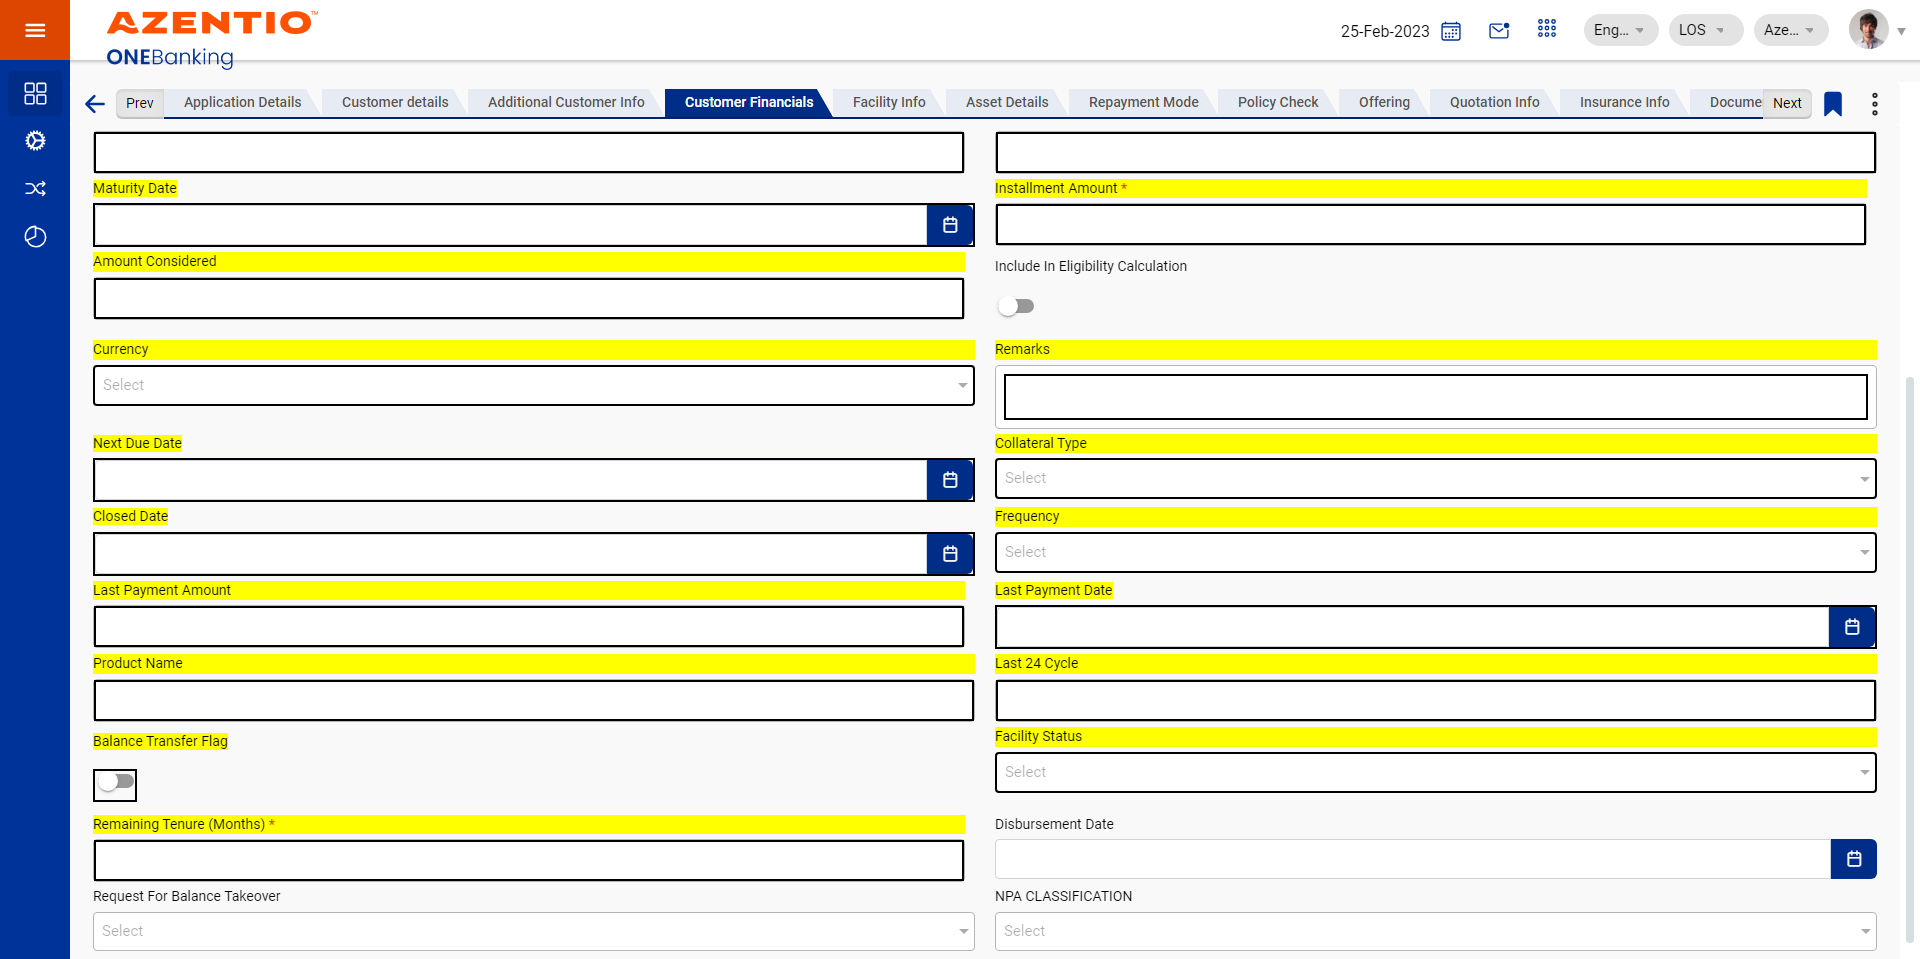 AZENTIO™
ONEBanking
25-Feb-2023
Eng...
LOS
Aze...
Prev
Application Details
Customer details
Additional Customer Info
Customer Financials
Facility Info
Asset Details
Repayment Mode
Policy Check
Offering
Quotation Info
Insurance Info
Docume
Next
Maturity Date
Installment Amount *
Amount Considered
Include In Eligibility Calculation
Currency
Remarks
Select
Next Due Date
Collateral Type
Select
Closed Date
Frequency
Select
Last Payment Amount
Last Payment Date
Product Name
Last 24 Cycle
Balance Transfer Flag
Facility Status
Select
Remaining Tenure (Months) *
Disbursement Date
Request For Balance Takeover
NPA CLASSIFICATION
Select
Select